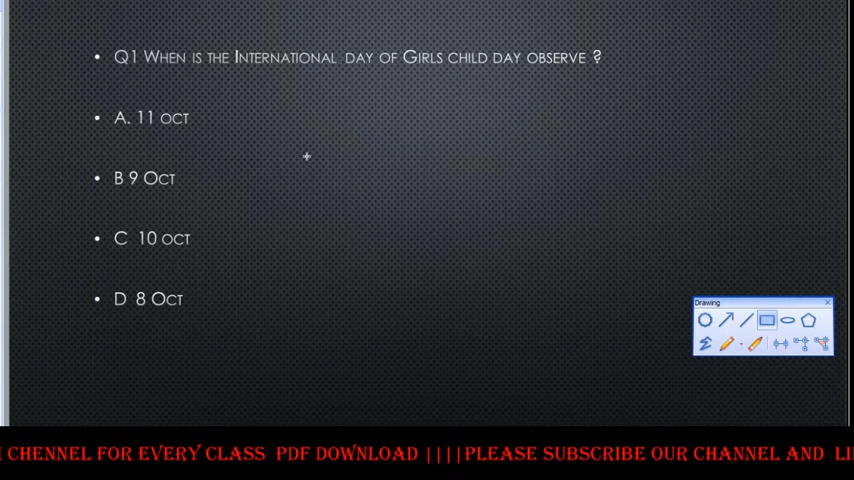 • Q1 When is the International day of Girls child day observe ?
• A. 11 oct
• B 9 Oct
• C 10 oct
• D 8 Oct
Drawing
CHENNEL FOR EVERY CLASS PDF DOWNLOAD ||||PLEASE SUBSCRIBE OUR CHANNEL AND